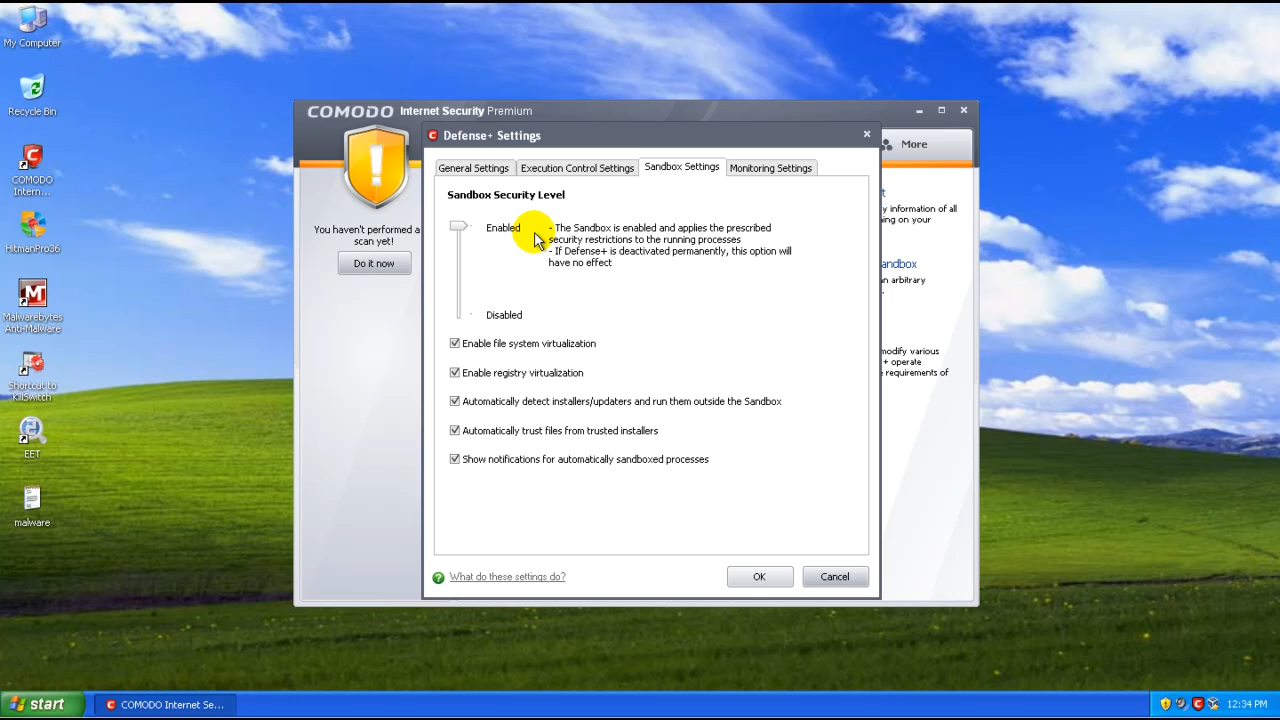 My Computer
Recycle Bin
COMODO
Intern...
HitmanPro36
Malwarebytes
Anti-Malware
Shortcut to
KillSwitch
EET
malware
COMODO Internet Security Premium
More
You haven't performed a
scan yet!
Do it now
Defense+ Settings
General Settings
Execution Control Settings
Sandbox Settings
Monitoring Settings
Sandbox Security Level
Enabled
- The Sandbox is enabled and applies the prescribed
security restrictions to the running processes
- If Defense+ is deactivated permanently, this option will
have no effect
Disabled
Enable file system virtualization
Enable registry virtualization
Automatically detect installers/updaters and run them outside the Sandbox
Automatically trust files from trusted installers
Show notifications for automatically sandboxed processes
What do these settings do?
OK
Cancel
t
y information of all
ng on your
andbox
an arbitrary
.
modify various
+ operate
e requirements of
start
COMODO Internet Se...
12:34 PM